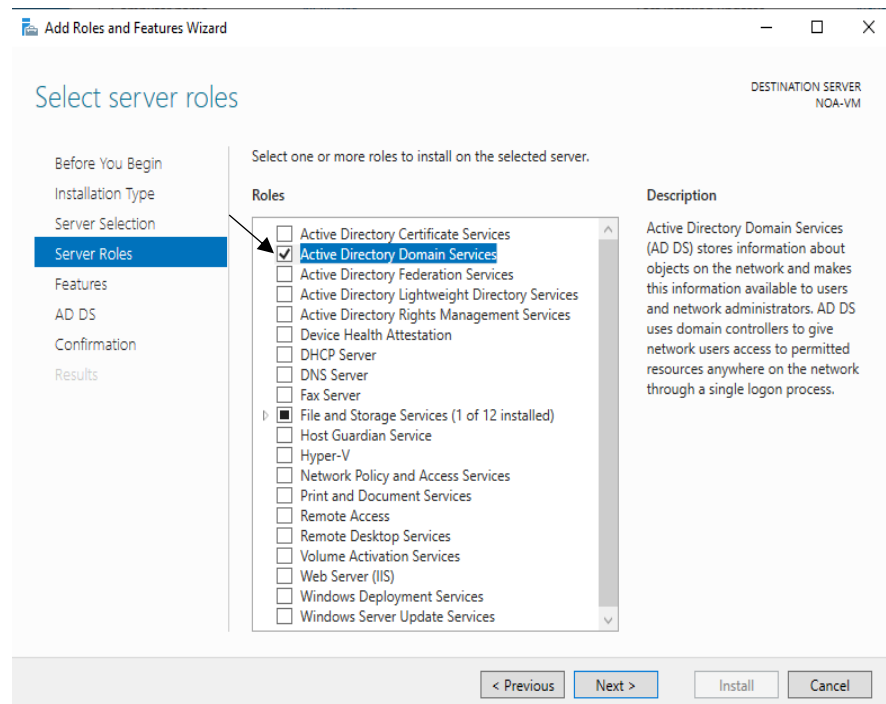 Add Roles and Features Wizard
Select server roles
DESTINATION SERVER
NOA-VM
Before You Begin
Installation Type
Server Selection
Server Roles
Features
AD DS
Confirmation
Results
Select one or more roles to install on the selected server.
Roles
Active Directory Certificate Services
Active Directory Domain Services
Active Directory Federation Services
Active Directory Lightweight Directory Services
Active Directory Rights Management Services
Device Health Attestation
DHCP Server
DNS Server
Fax Server
File and Storage Services (1 of 12 installed)
Host Guardian Service
Hyper-V
Network Policy and Access Services
Print and Document Services
Remote Access
Remote Desktop Services
Volume Activation Services
Web Server (IIS)
Windows Deployment Services
Windows Server Update Services
Description
Active Directory Domain Services
(AD DS) stores information about
objects on the network and makes
this information available to users
and network administrators. AD DS
uses domain controllers to give
network users access to permitted
resources anywhere on the network
through a single logon process.
< Previous
Next >
Install
Cancel